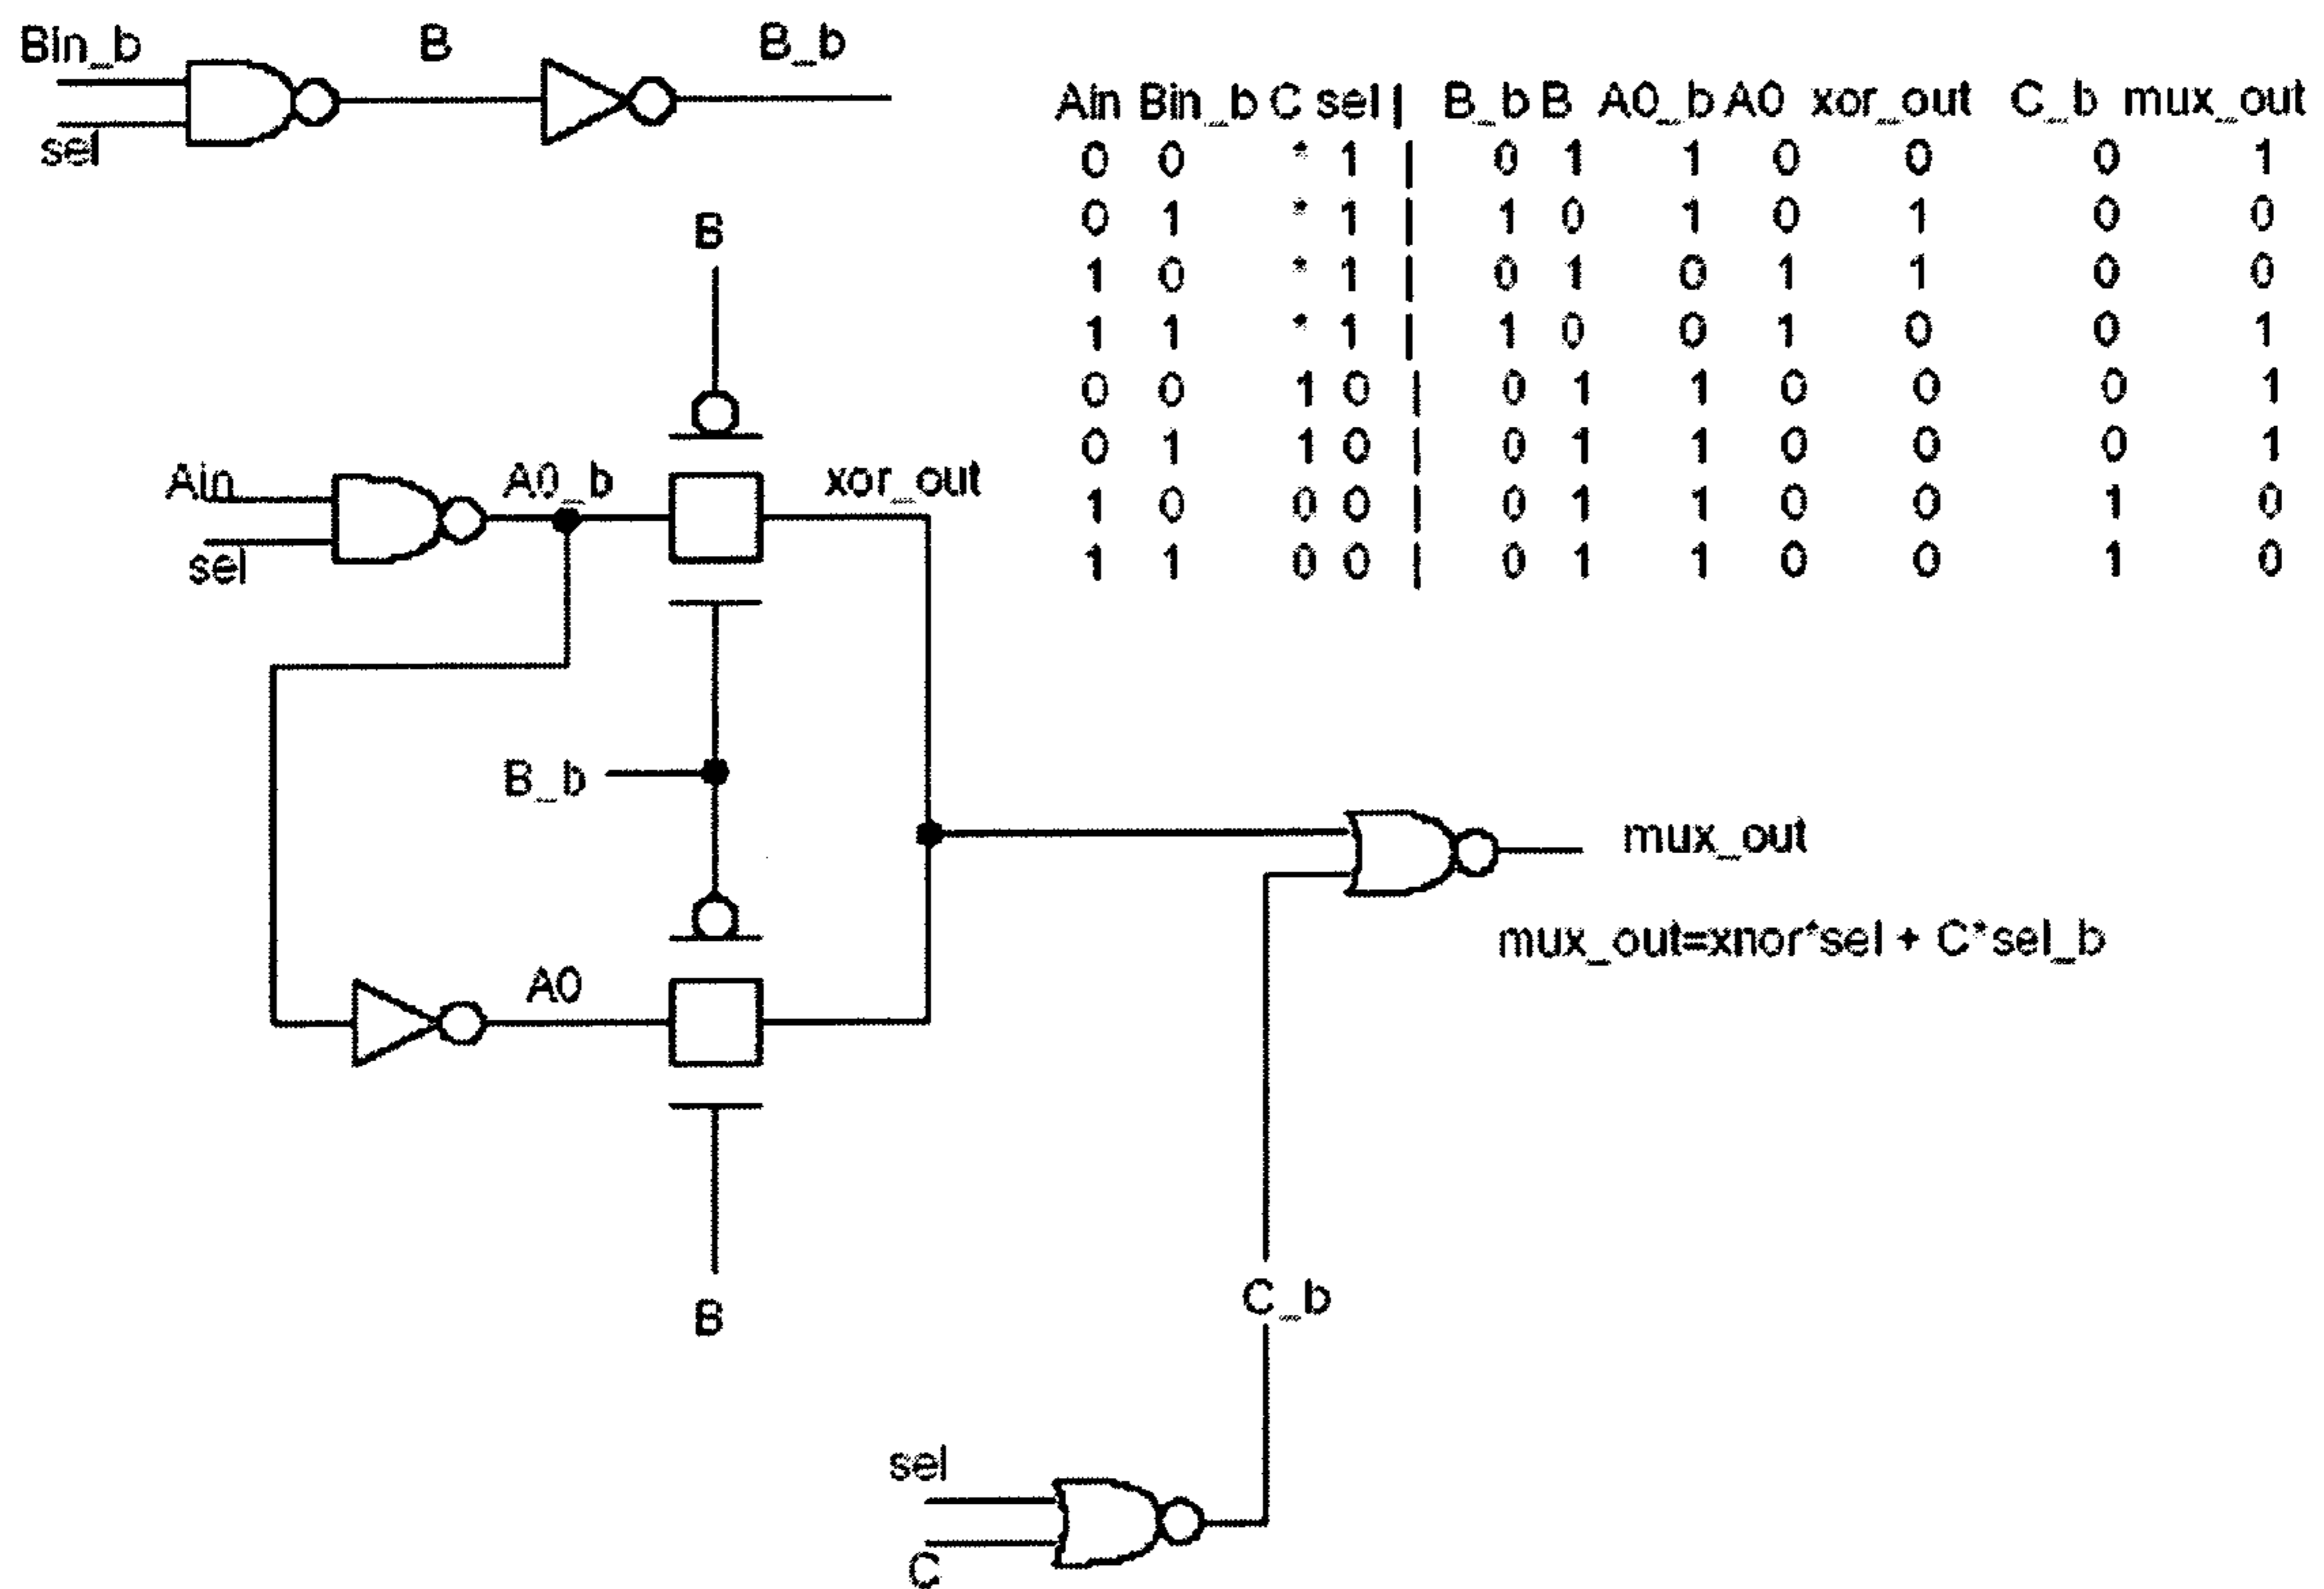 Bin_b B B_b
sel
Ain Bin_b C sel | B_b B A0_b A0 xor_out C_b mux_out
0 0 * 1 | 0 1 1 0 0 0 1
0 1 * 1 | 1 0 1 0 1 0 0
1 0 * 1 | 0 1 0 1 1 0 0
1 1 * 1 | 1 0 0 1 0 0 1
0 0 1 0 | 0 1 1 0 0 0 1
0 1 1 0 | 0 1 1 0 0 0 1
1 0 0 0 | 0 1 1 0 0 1 0
1 1 0 0 | 0 1 1 0 0 1 0
B
Ain A0_b xor_out
sel
B_b
mux_out
mux_out=xnor*sel + C*sel_b
A0
B
C_b
sel
C